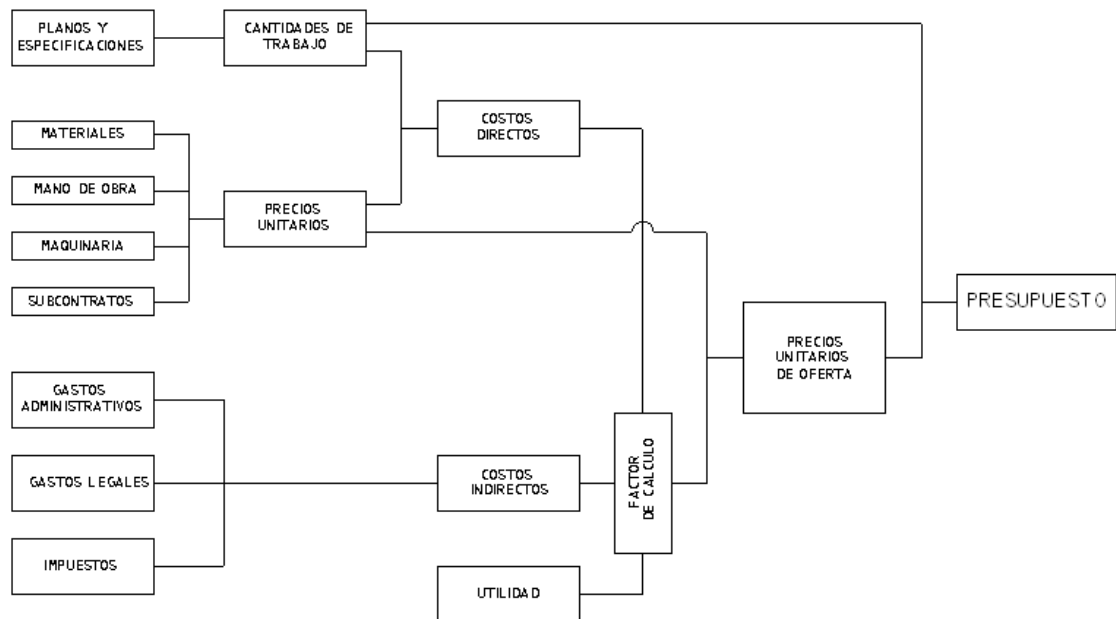 PLANOS Y
ESPECIFICACIONES
CANTIDADES DE
TRABAJO
MATERIALES
COSTOS
DIRECTOS
MANO DE OBRA
PRECIOS
UNITARIOS
MAQUINARIA
SUBCONTRATOS
PRESUPUESTO
PRECIOS
UNITARIOS
DE OFERTA
GASTOS
ADMINISTRATIVOS
GASTOS LEGALES
COSTOS
INDIRECTOS
FACTOR
DE CALCULO
IMPUESTOS
UTILIDAD